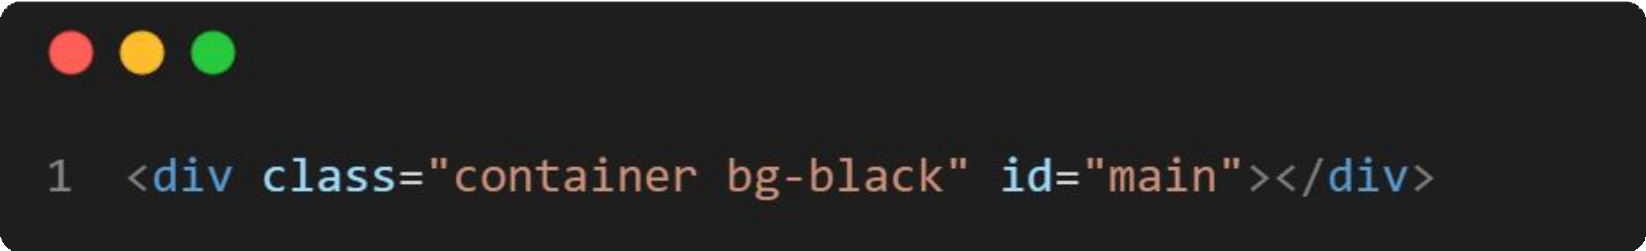 1 <div class="container bg-black" id="main"></div>